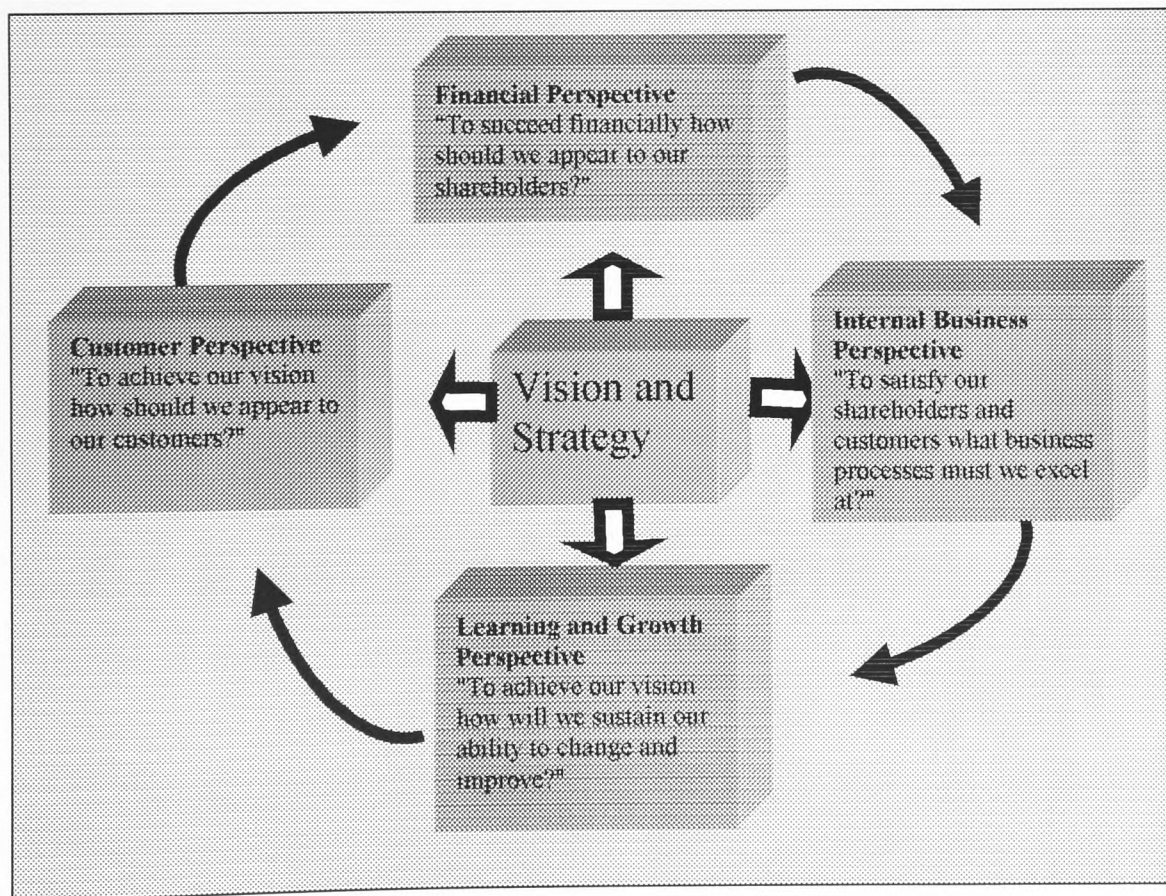 Financial Perspective
"To succeed financially how
should we appear to our
shareholders?"
Customer Perspective
"To achieve our vision
how should we appear to
our customers?"
Vision and
Strategy
Internal Business
Perspective
"To satisfy our
shareholders and
customers what business
processes must we excel
at?"
Learning and Growth
Perspective
"To achieve our vision
how will we sustain our
ability to change and
improve?"